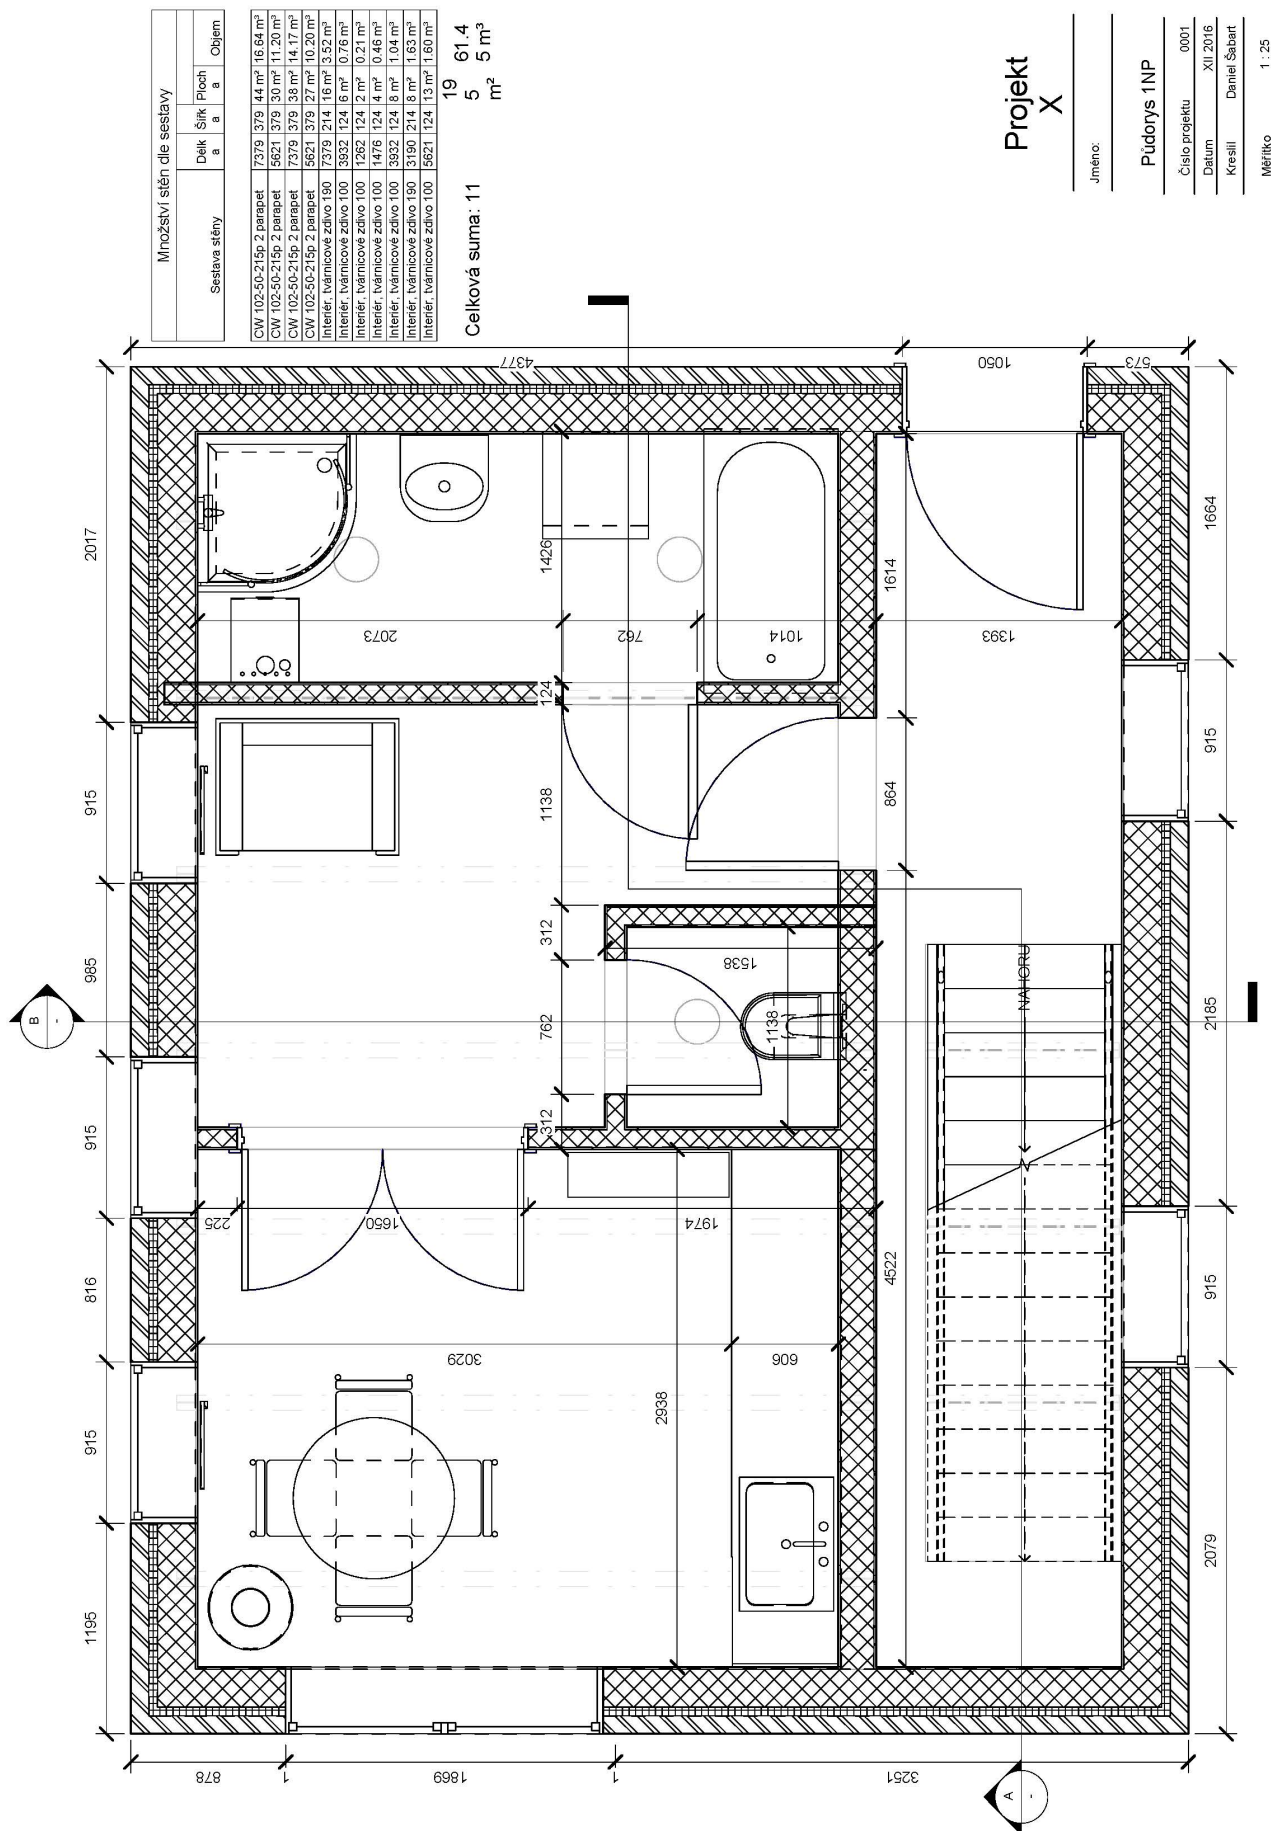 Množství stěn dle sestavy
Sestava stěny Délk a Šířk a Ploch a Objem
CW 102-50-215p 2 parapet 7379 379 44 m² 16.64 m³
CW 102-50-215p 2 parapet 5621 379 30 m² 11.20 m³
CW 102-50-215p 2 parapet 7379 379 38 m² 14.17 m³
CW 102-50-215p 2 parapet 5621 379 27 m² 10.20 m³
Interiér, tvárnicové zdivo 190 7379 214 16 m² 3.52 m³
Interiér, tvárnicové zdivo 100 3932 124 6 m² 0.76 m³
Interiér, tvárnicové zdivo 100 1262 124 2 m² 0.21 m³
Interiér, tvárnicové zdivo 100 1476 124 4 m² 0.46 m³
Interiér, tvárnicové zdivo 100 3932 124 8 m² 1.04 m³
Interiér, tvárnicové zdivo 190 3190 214 8 m² 1.63 m³
Interiér, tvárnicové zdivo 100 5621 124 13 m² 1.60 m³
Celková suma: 11
19
5
m²
61.4
5 m³
Projekt
X
Jméno:
Půdorys 1NP
Číslo projektu 0001
Datum XII 2016
Kreslil Daniel Šabart
Měřítko 1 : 25
1195
915
816
915
985
915
2017
B
-
4377
1050
573
878
1
1869
1
3251
A
-
2073
762
1014
1393
1426
124
1138
312
762
312
1614
864
4522
1538
1138
225
1650
1974
3029
606
2938
NAHORU
2079
915
2185
915
1664